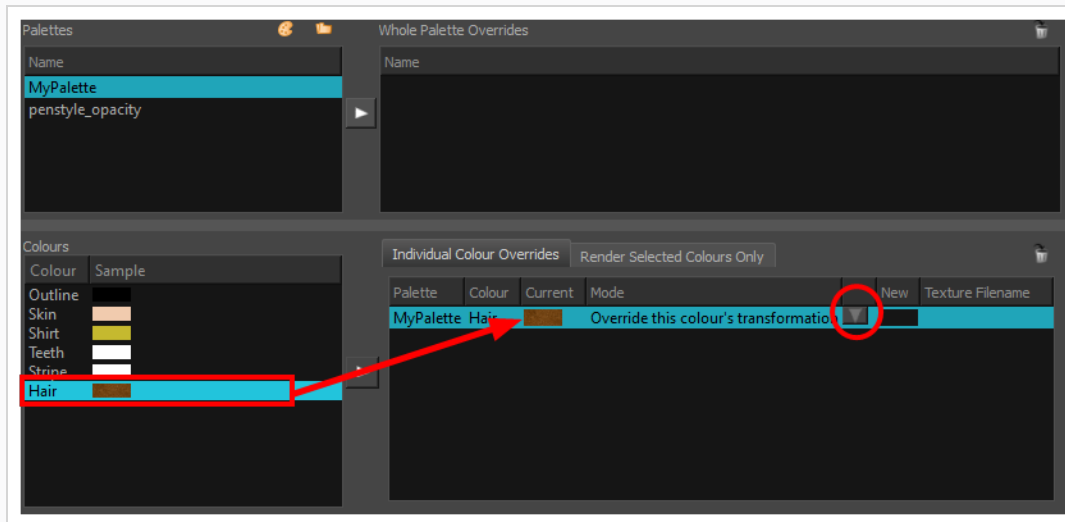 Palettes
Whole Palette Overrides
Name
Name
MyPalette
penstyle_opacity
Colours
Colour Sample
Outline
Skin
Shirt
Teeth
Stripe
Hair
Individual Colour Overrides Render Selected Colours Only
Palette Colour Current Mode New Texture Filename
MyPalette Hair Override this colour's transformation